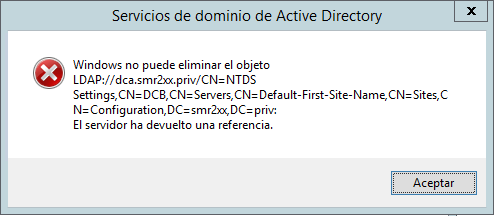 Servicios de dominio de Active Directory
x
Windows no puede eliminar el objeto
LDAP://dca.smr2xx.priv/CN=NTDS
Settings,CN=DCB,CN=Servers,CN=Default-First-Site-Name,CN=Sites,C
N=Configuration,DC=smr2xx,DC=priv:
El servidor ha devuelto una referencia.
Aceptar